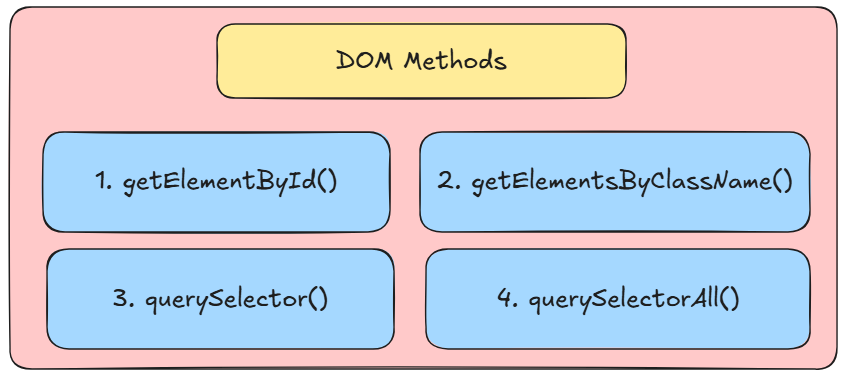 DOM Methods
1. getElementById()
2. getElementsByClassName()
3. querySelector()
4. querySelectorAll()